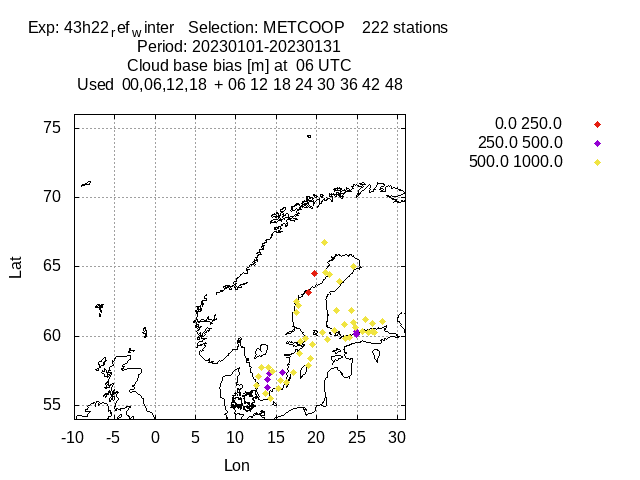 Exp: 43h22ᵣefwinter Selection: METCOOP 222 stations
Period: 20230101-20230131
Cloud base bias [m] at 06 UTC
Used 00,06,12,18 + 06 12 18 24 30 36 42 48
0.0 250.0
250.0 500.0
500.0 1000.0
75
70
65
60
55
Lat
-10 -5 0 5 10 15 20 25 30
Lon